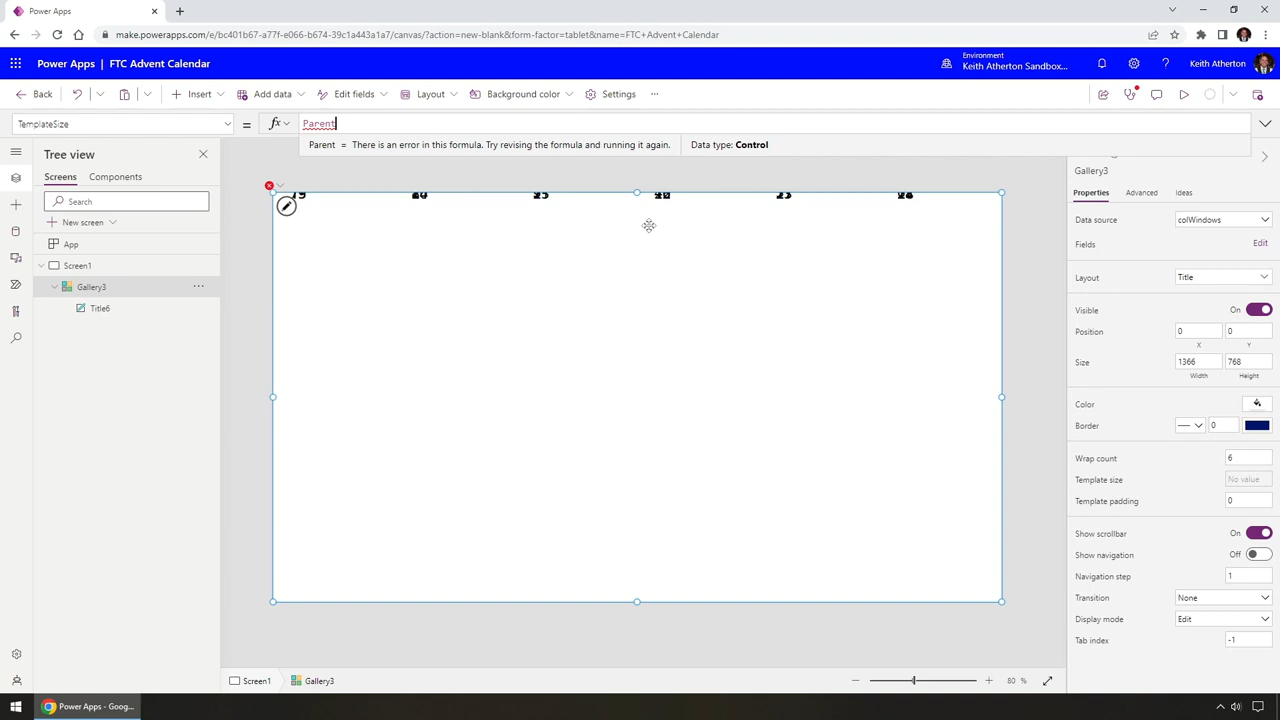 Power Apps
make.powerapps.com/e/bc401b67-a77f-e066-b674-39c1a443a1a7/canvas/?action=new-blank&form-factor=tablet&name=FTC+Advent+Calendar
Power Apps | FTC Advent Calendar
Environment
Keith Atherton Sandbox...
Keith Atherton
Back
Insert
Add data
Edit fields
Layout
Background color
Settings
TemplateSize
=
fx
Parent
Parent = There is an error in this formula. Try revising the formula and running it again.
Data type: Control
Tree view
Screens
Components
Search
New screen
App
Screen1
Gallery3
Title6
Gallery3
Properties
Advanced
Ideas
Data source
colWindows
Fields
Edit
Layout
Title
Visible
On
Position
0
0
X
Y
Size
1366
768
Width
Height
Color
Border
0
Wrap count
6
Template size
No value
Template padding
0
Show scrollbar
On
Show navigation
Off
Navigation step
1
Transition
None
Display mode
Edit
Tab index
-1
Screen1
Gallery3
80 %
Power Apps - Goog...